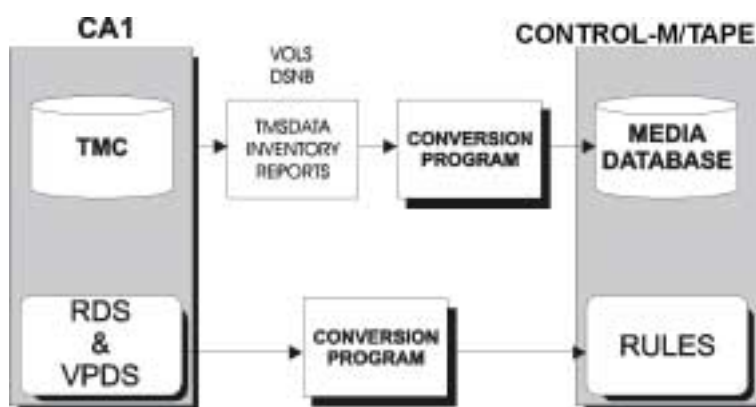 CA1
CONTROL-M/TAPE
VOLS
DSNB
TMC
TMSDATA
INVENTORY
REPORTS
CONVERSION
PROGRAM
MEDIA
DATABASE
RDS
&
VPDS
CONVERSION
PROGRAM
RULES